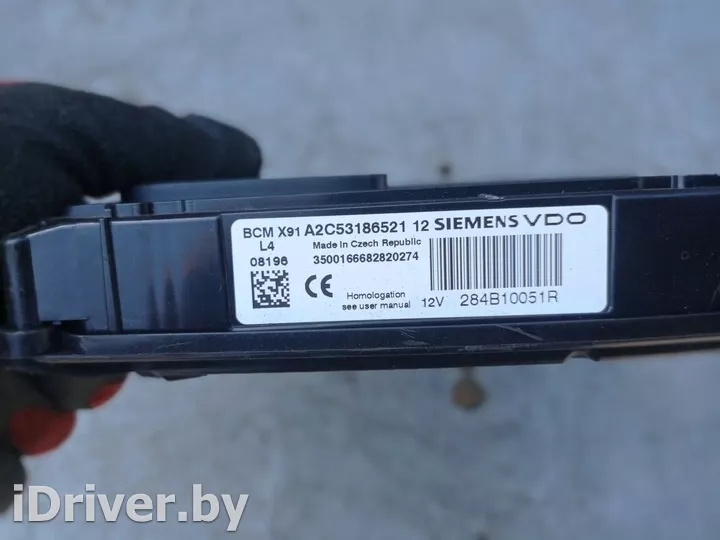 BCM X91 A2C53186521 12 SIEMENS VDO
L4 Made in Czech Republic
08196 3500166682820274
CE
Homologation
see user manual 12V 284B10051R
iDriver.by